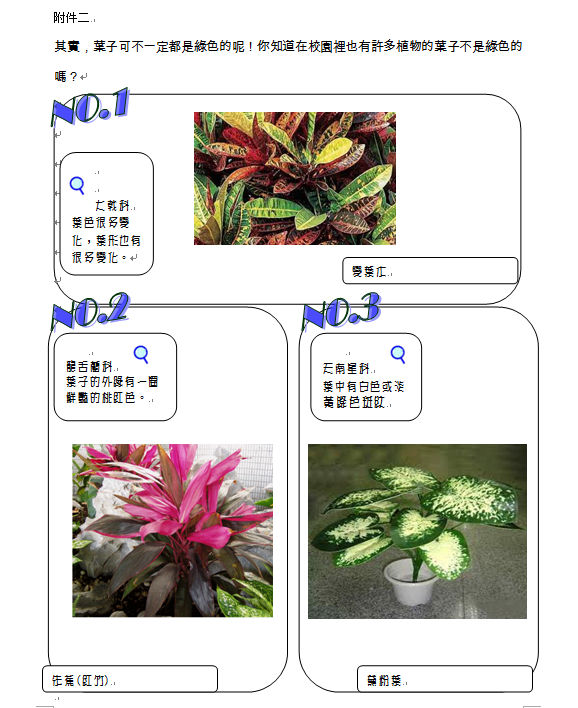 附件二
其實，葉子可不一定都是綠色的呢！你知道在校園裡也有許多植物的葉子不是綠色的
嗎？
NO.1
大戟科
葉色很多變
化，葉形也有
很多變化。
變葉木
NO.2
龍舌蘭科
葉子的外緣有一圈
鮮豔的桃紅色。
朱蕉(紅竹)
NO.3
天南星科
葉中有白色或淡
黃綠色斑紋
黛粉葉